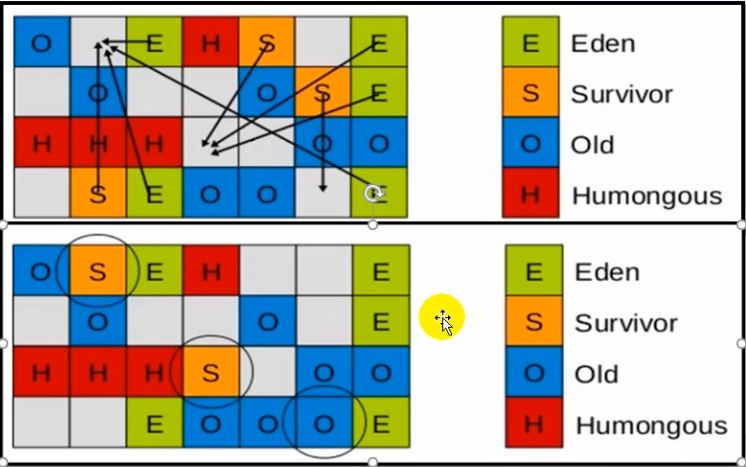 O E H S E E Eden
O O S E S Survivor
H H H O O O Old
S E O O E H Humongous
O S E H E E Eden
O O E S Survivor
H H H S O O O Old
E O O O E H Humongous